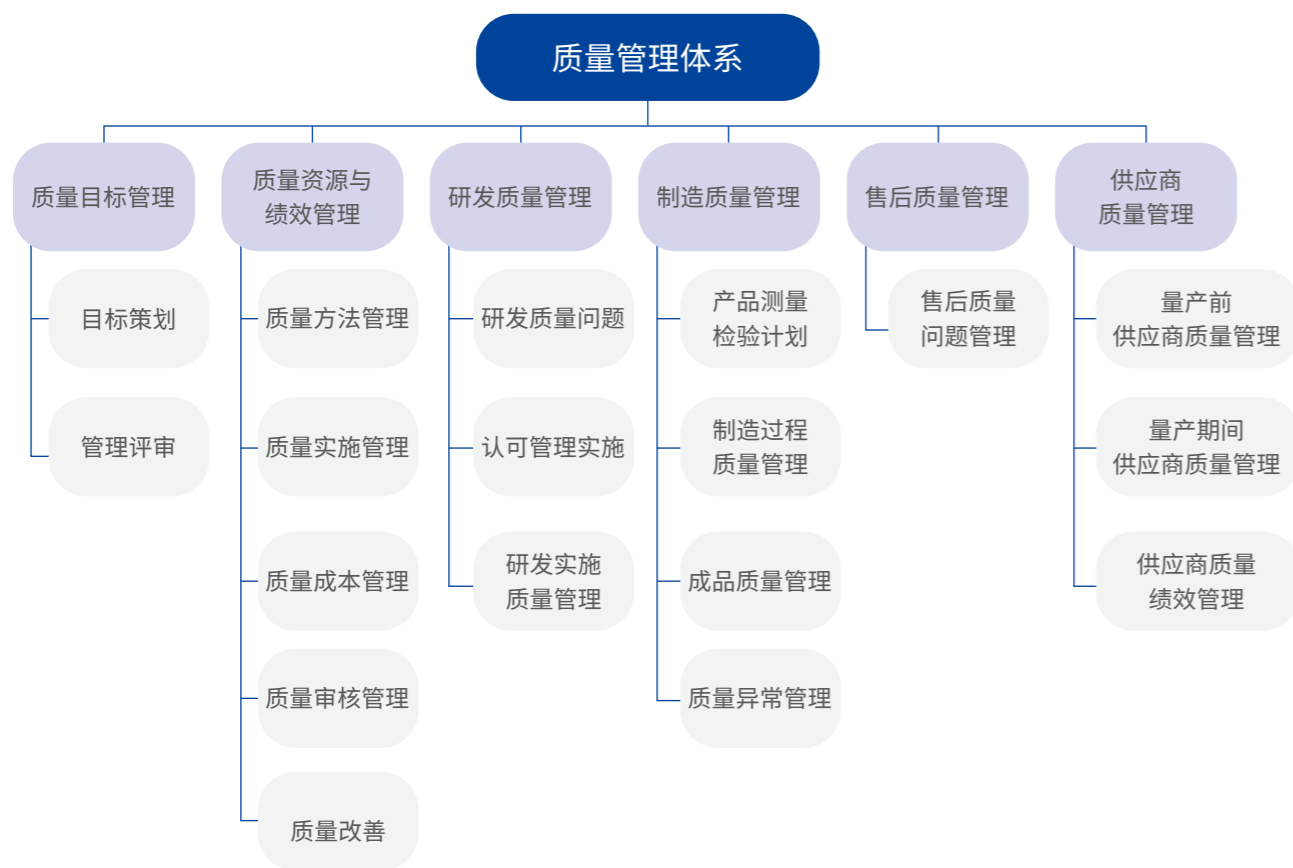 质量管理体系
质量目标管理
质量资源与
绩效管理
研发质量管理
制造质量管理
售后质量管理
供应商
质量管理
目标策划
管理评审
质量方法管理
质量实施管理
质量成本管理
质量审核管理
质量改善
研发质量问题
认可管理实施
研发实施
质量管理
产品测量
检验计划
制造过程
质量管理
成品质量管理
质量异常管理
售后质量
问题管理
量产前
供应商质量管理
量产期间
供应商质量管理
供应商质量
绩效管理